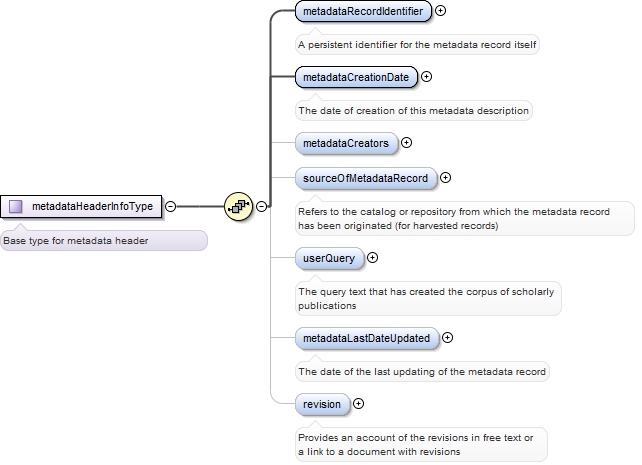 metadataRecordIdentifier
A persistent identifier for the metadata record itself
metadataCreationDate
The date of creation of this metadata description
metadataCreators
sourceOfMetadataRecord
metadataHeaderInfoType
Refers to the catalog or repository from which the metadata record
has been originated (for harvested records)
Base type for metadata header
userQuery
The query text that has created the corpus of scholarly
publications
metadataLastDateUpdated
The date of the last updating of the metadata record
revision
Provides an account of the revisions in free text or
a link to a document with revisions